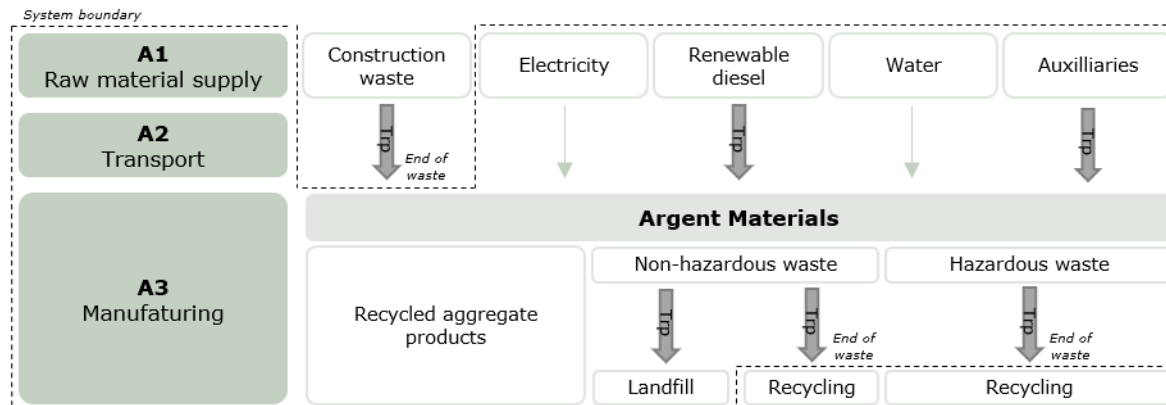 System boundary
A1
Raw material supply
Construction
waste
Electricity
Renewable
diesel
Water
Auxilliaries
A2
Transport
Trp
End of
waste
Trp
Trp
Argent Materials
A3
Manufaturing
Recycled aggregate
products
Non-hazardous waste
Hazardous waste
Trp
Trp
End of
waste
Trp
End of
waste
Landfill
Recycling
Recycling